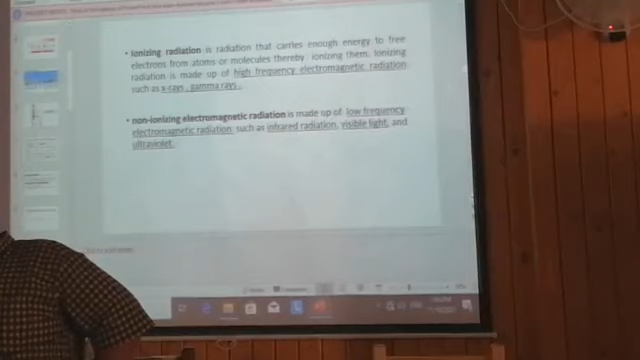 • Ionizing radiation is radiation that carries enough energy to free
electrons from atoms or molecules thereby ionizing them. Ionizing
radiation is made up of high frequency electromagnetic radiation
such as x-rays, gamma rays.
• non-ionizing electromagnetic radiation is made up of low frequency
electromagnetic radiation such as infrared radiation, visible light, and
ultraviolet.